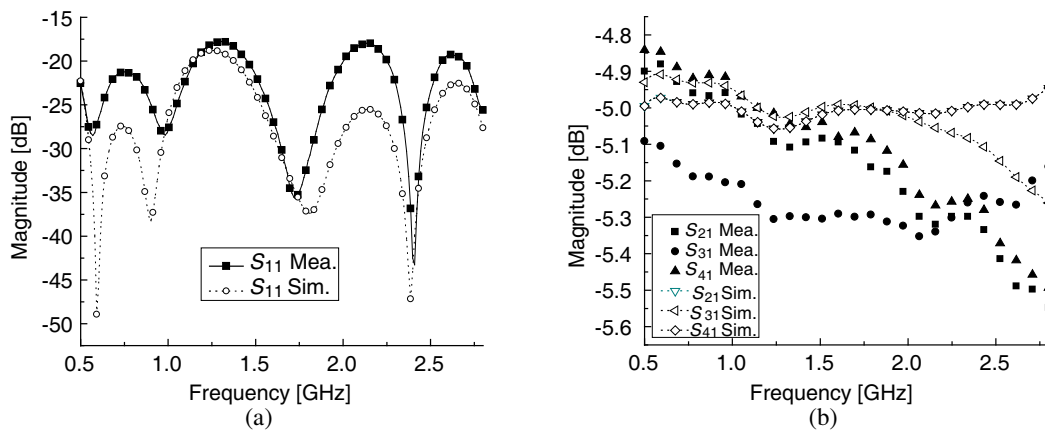 -15
-20
-25
-30
-35
-40
-45
-50
Magnitude [dB]
S11 Mea.
S11 Sim.
0.5 1.0 1.5 2.0 2.5
Frequency [GHz]
(a)
-4.8
-4.9
-5.0
-5.1
-5.2
-5.3
-5.4
-5.5
-5.6
Magnitude [dB]
S21 Mea.
S31 Mea.
S41 Mea.
S21 Sim.
S31 Sim.
S41 Sim.
0.5 1.0 1.5 2.0 2.5
Frequency [GHz]
(b)